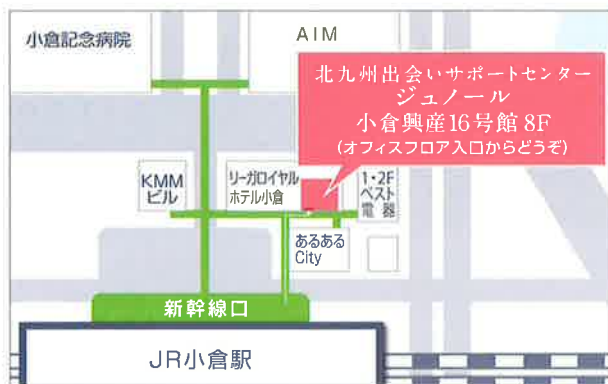 小倉記念病院
AIM
北九州出会いサポートセンター
ジュノール
小倉興産16号館 8F
(オフィスフロア入口からどうぞ)
KMM
ビル
リーガロイヤル
ホテル小倉
1・2F
ベスト
電器
あるある
City
新幹線口
JR小倉駅